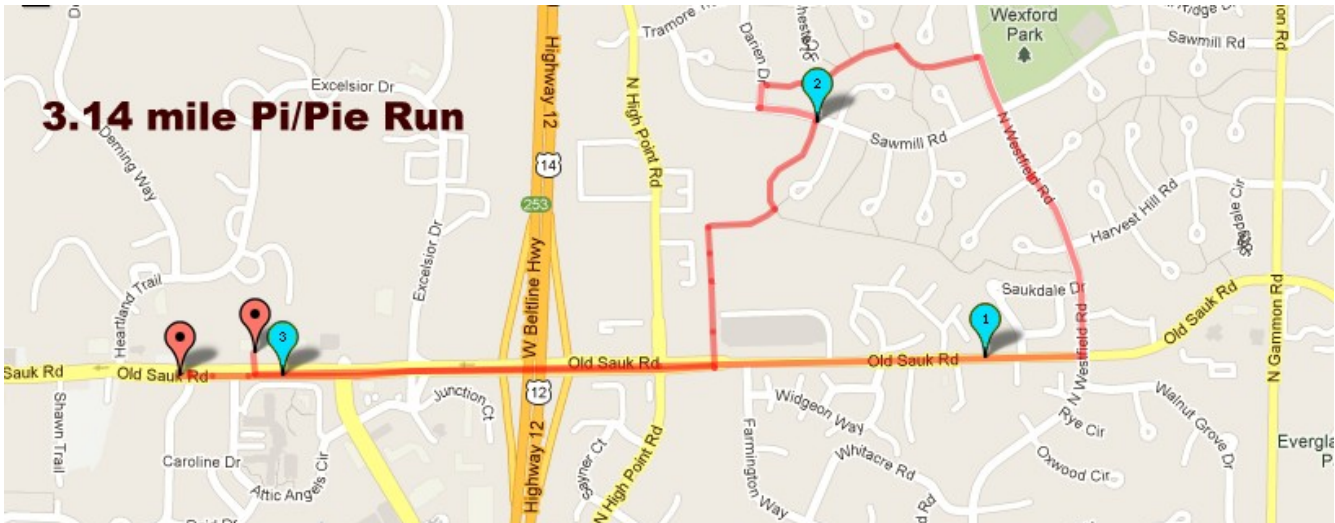 Wexford
Park
Sawmill Rd
Tramore
Darien Dr
N High Point Rd
Highway 12
Excelsior Dr
3.14 mile Pi/Pie Run
Deming Way
14
2
Sawmill Rd
N Westfield Rd
253
Harvest Hill Rd
Excelsior Dr
W Beltline Hwy
Heartland Trail
Saukdale Dr
Old Sauk Rd
N Gammon Rd
3
1
Sauk Rd
Old Sauk Rd
Old Sauk Rd
Old Sauk Rd
N Westfield Rd
12
Junction Ct
Shawn Trail
Widgeon Way
Walnut Grove Dr
Rye Cir
Caroline Dr
Farmington Way
Sayner Ct
N High Point Rd
Whitacre Rd
Oxwood Cir
Attic Angels Cir
Highway 12